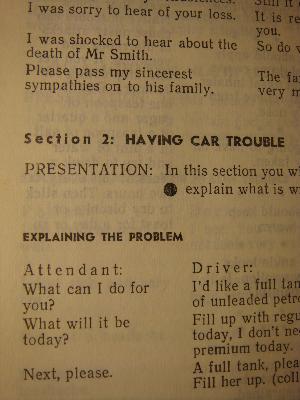 I was sorry to hear of your loss.
It is re
you.
I was shocked to hear about the
So do
death of Mr Smith.
Please pass my sincerest
The fa
sympathies on to his family.
very m
Section 2: HAVING CAR TROUBLE
PRESENTATION: In this section you wi
explain what is w
EXPLAINING THE PROBLEM
Attendant:
Driver:
What can I do for
I'd like a full tan
you?
of unleaded petro
What will it be
Fill up with regu
today?
today, I don't ne
premium today.
Next, please.
A full tank, plea
Fill her up. (coll